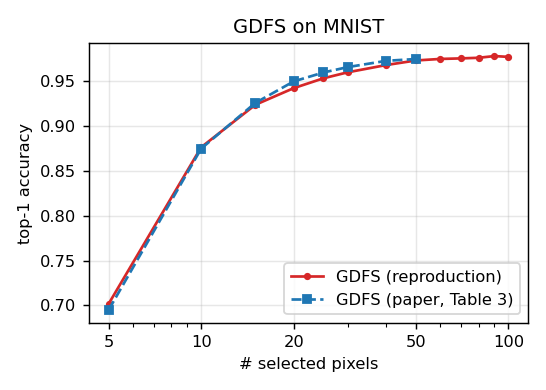 GDFS on MNIST
top-1 accuracy
0.95
0.90
0.85
0.80
0.75
0.70
GDFS (reproduction)
GDFS (paper, Table 3)
5 10 20 50 100
# selected pixels